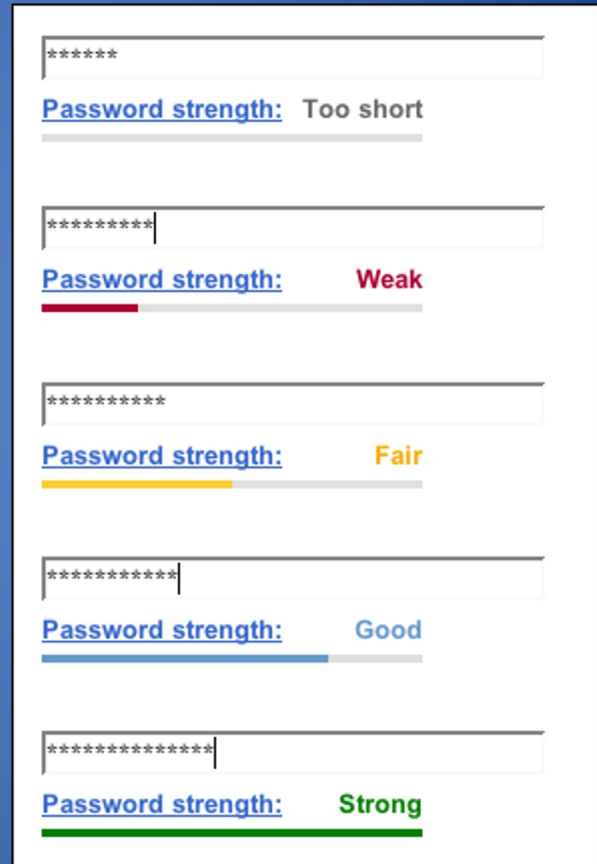 ******
Password strength: Too short
*********
Password strength: Weak
**********
Password strength: Fair
***********
Password strength: Good
**************
Password strength: Strong